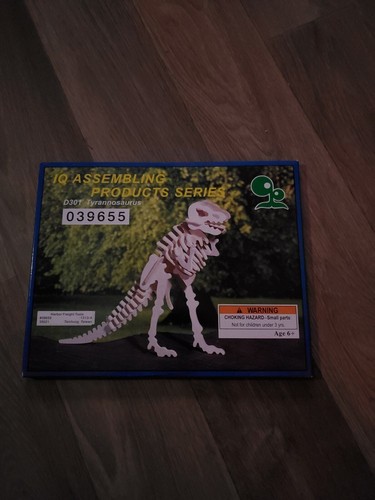 IQ ASSEMBLING
PRODUCTS SERIES
D301 Tyrannosaurus
039655
WARNING
CHOKING HAZARD - Small parts
Not for children under 3 yrs.
Age 6+